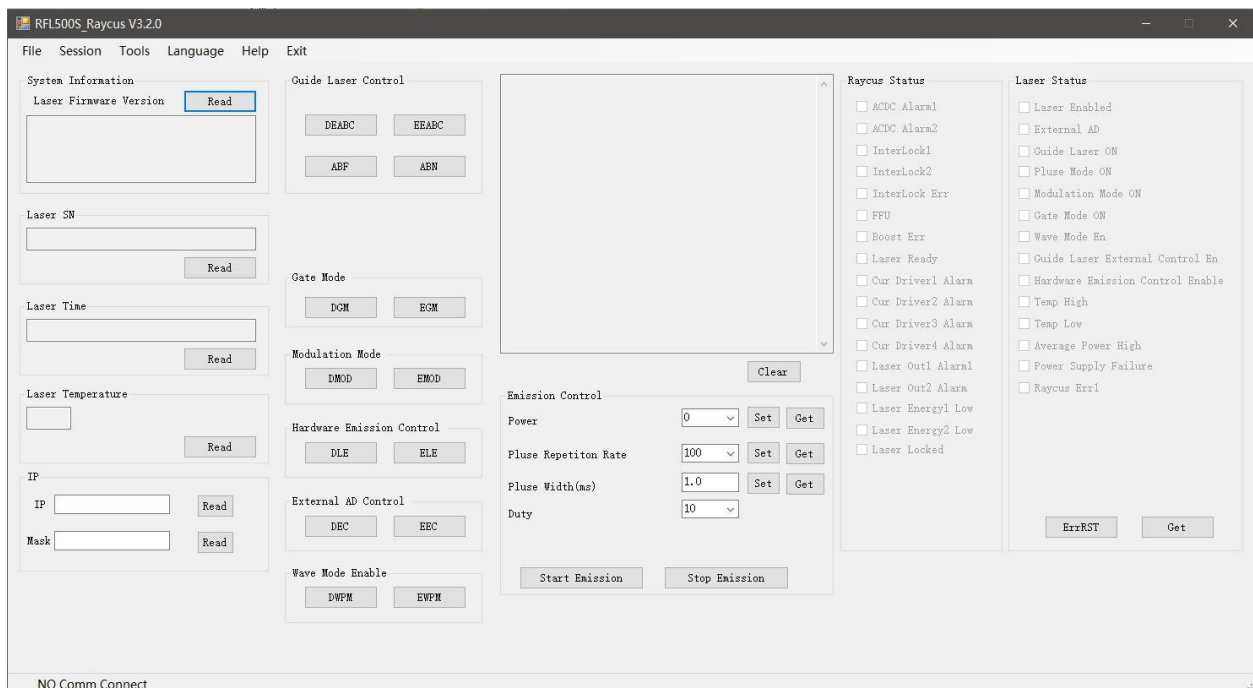 RFL500S_Raycus V3.2.0
File Session Tools Language Help Exit
System Information
Laser Firmware Version Read
Laser SN
Read
Laser Time
Read
Laser Temperature
Read
IP
IP Read
Mask Read
Guide Laser Control
DEABC EEABC
ABF ABN
Gate Mode
DGM EGM
Modulation Mode
DMOD EMOD
Hardware Emission Control
DLE ELE
External AD Control
DEC EEC
Wave Mode Enable
DWPM EWPM
Clear
Emission Control
Power 0 Set Get
Pluse Repetiton Rate 100 Set Get
Pluse Width(ms) 1.0 Set Get
Duty 10
Start Emission Stop Emission
Raycus Status
ACDC Alarm1
ACDC Alarm2
InterLock1
InterLock2
InterLock Err
FFU
Boost Err
Laser Ready
Cur Driver1 Alarm
Cur Driver2 Alarm
Cur Driver3 Alarm
Cur Driver4 Alarm
Laser Out1 Alarm1
Laser Out2 Alarm
Laser Energy1 Low
Laser Energy2 Low
Laser Locked
Laser Status
Laser Enabled
External AD
Guide Laser ON
Pluse Mode ON
Modulation Mode ON
Gate Mode ON
Wave Mode En
Guide Laser External Control En
Hardware Emission Control Enable
Temp High
Temp Low
Average Power High
Power Supply Failure
Raycus Err1
ErrRST Get
NO Comm Connect